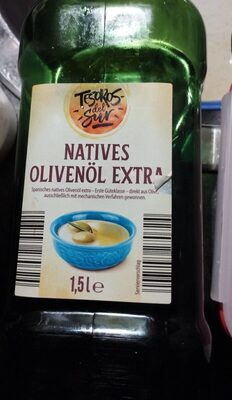 TESOROS
del
Sur
NATIVES
OLIVENÖL EXTRA
Spanisches natives Olivenöl extra – Erste Güteklasse – direkt aus Oliven
ausschließlich mit mechanischen Verfahren gewonnen.
1,5 l e
Serviervorschlag